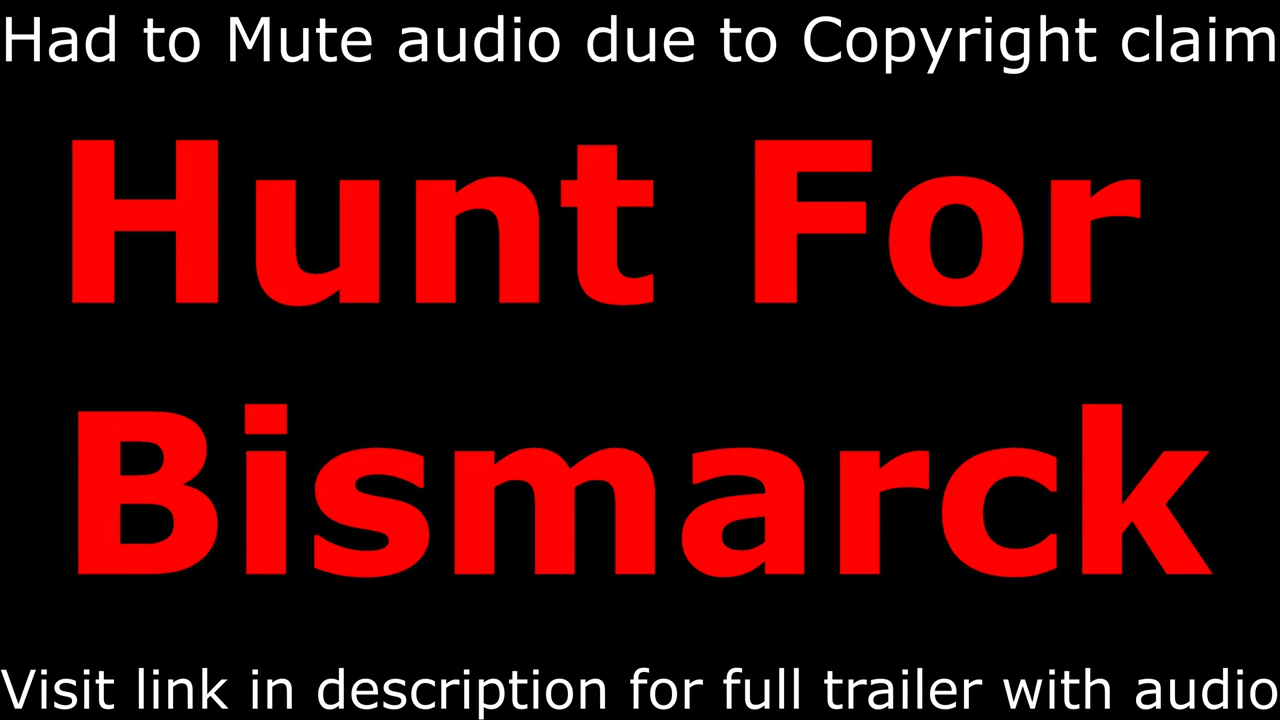 Had to Mute audio due to Copyright claim
Hunt For
Bismarck
Visit link in description for full trailer with audio